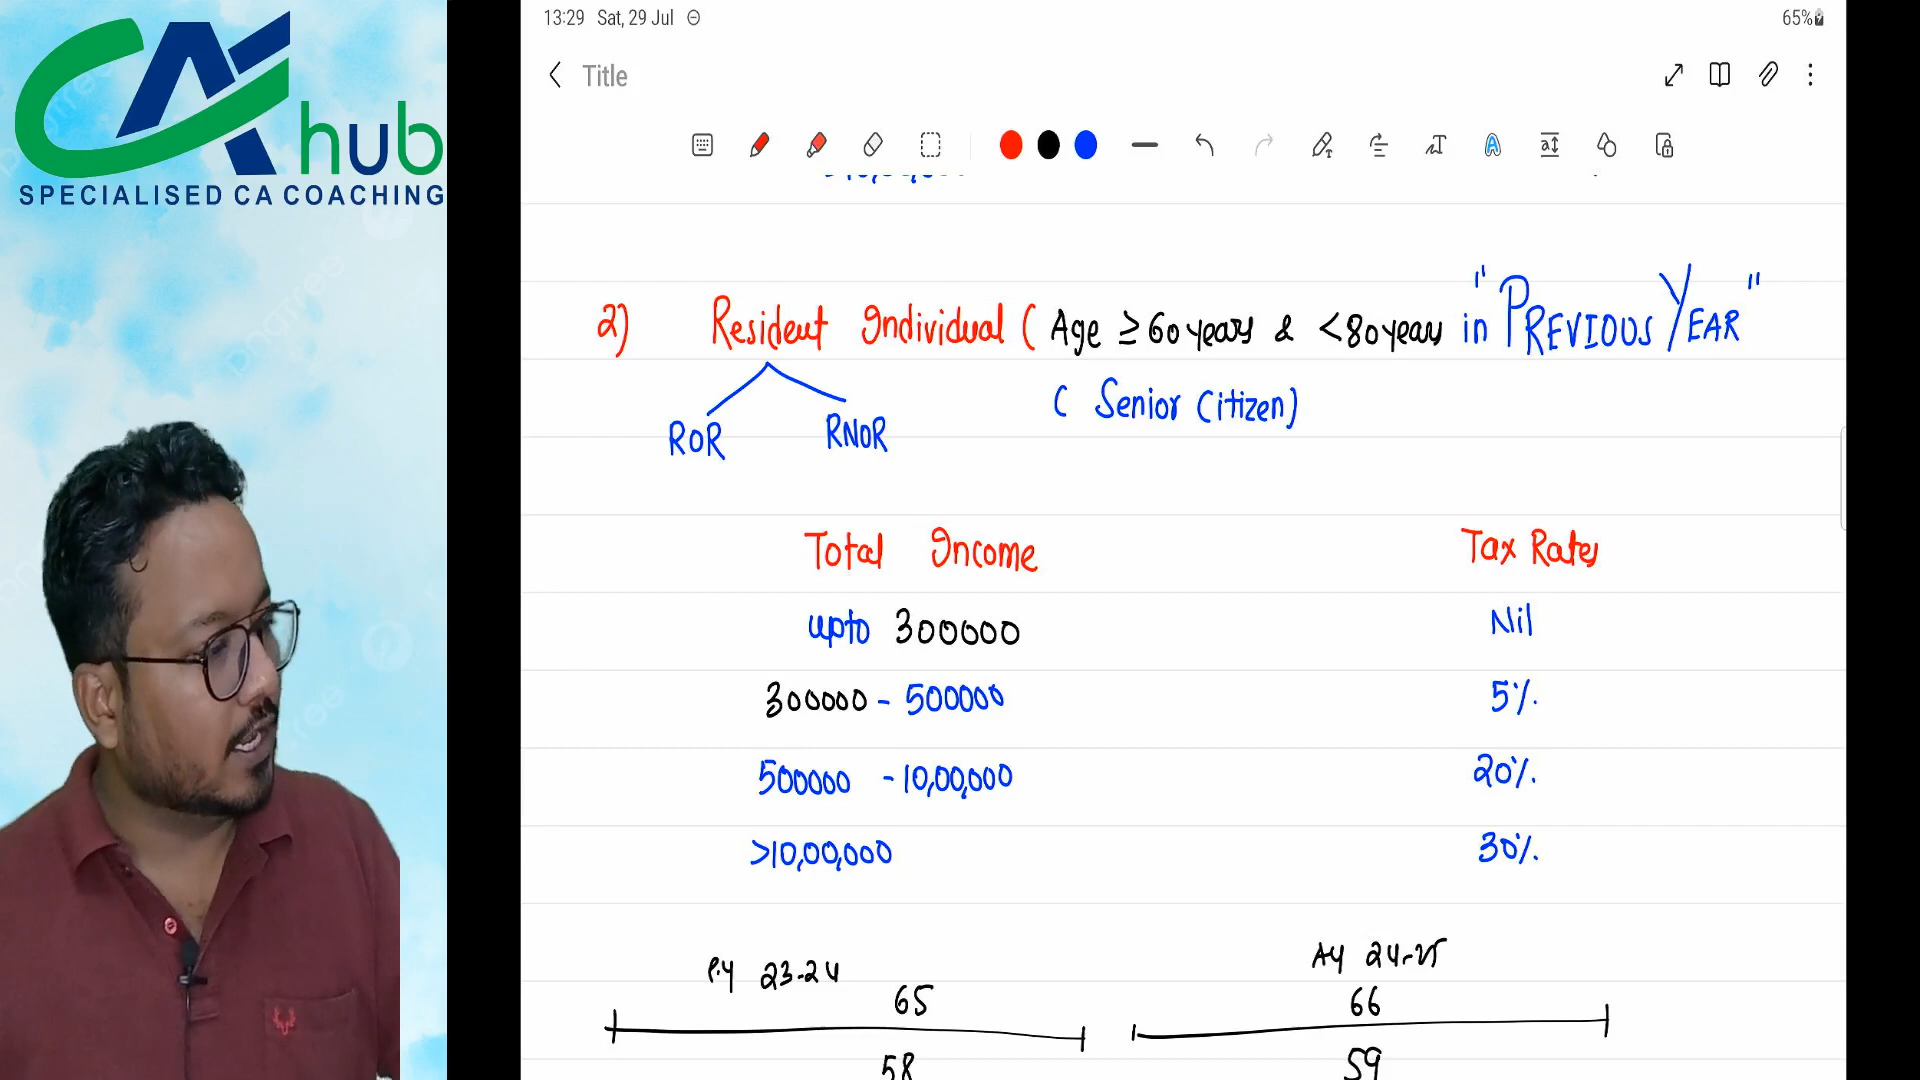 CA hub
SPECIALISED CA COACHING
13:29 Sat, 29 Jul
65%
Title
2) Resident Individual ( Age ≥ 60 years & < 80 years in "PREVIOUS YEAR"
( Senior Citizen)
ROR RNOR
Total Income Tax Rates
upto 300000 Nil
300000 - 500000 5%.
500000 - 10,00,000 20%.
>10,00,000 30%.
P.Y 23-24 AY 24-25
65 66
58 59